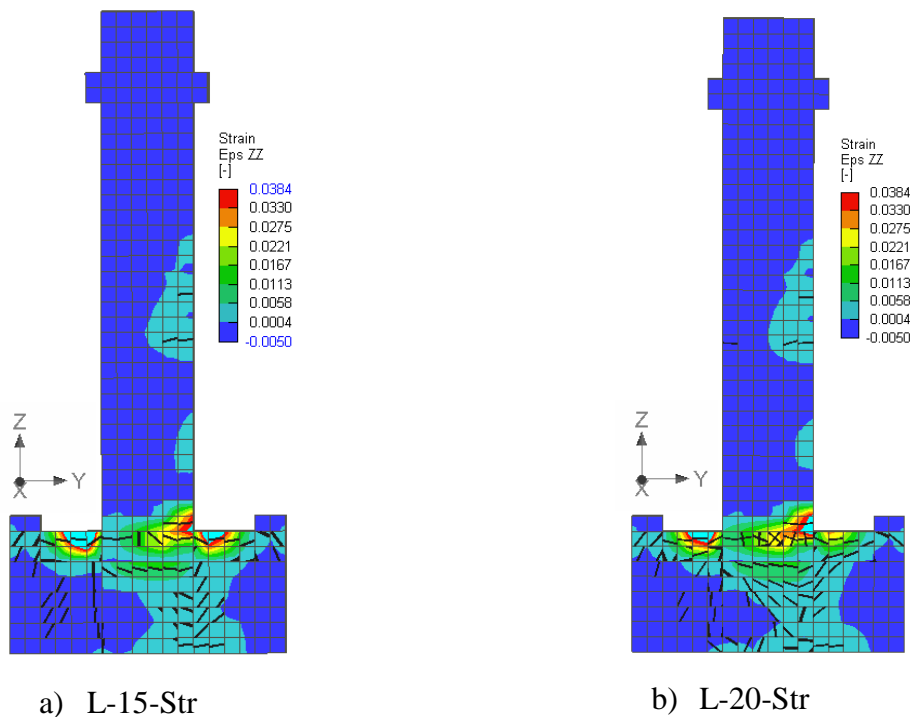 Strain
Eps ZZ
[-]
0.0384
0.0330
0.0275
0.0221
0.0167
0.0113
0.0058
0.0004
-0.0050
Z
Y
X
a) L-15-Str
Strain
Eps ZZ
[-]
0.0384
0.0330
0.0275
0.0221
0.0167
0.0113
0.0058
0.0004
-0.0050
Z
Y
X
b) L-20-Str